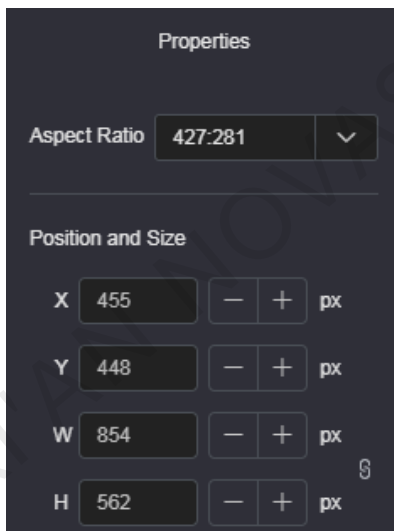 Properties
Aspect Ratio 427:281
Position and Size
X 455 px
Y 448 px
W 854 px
H 562 px